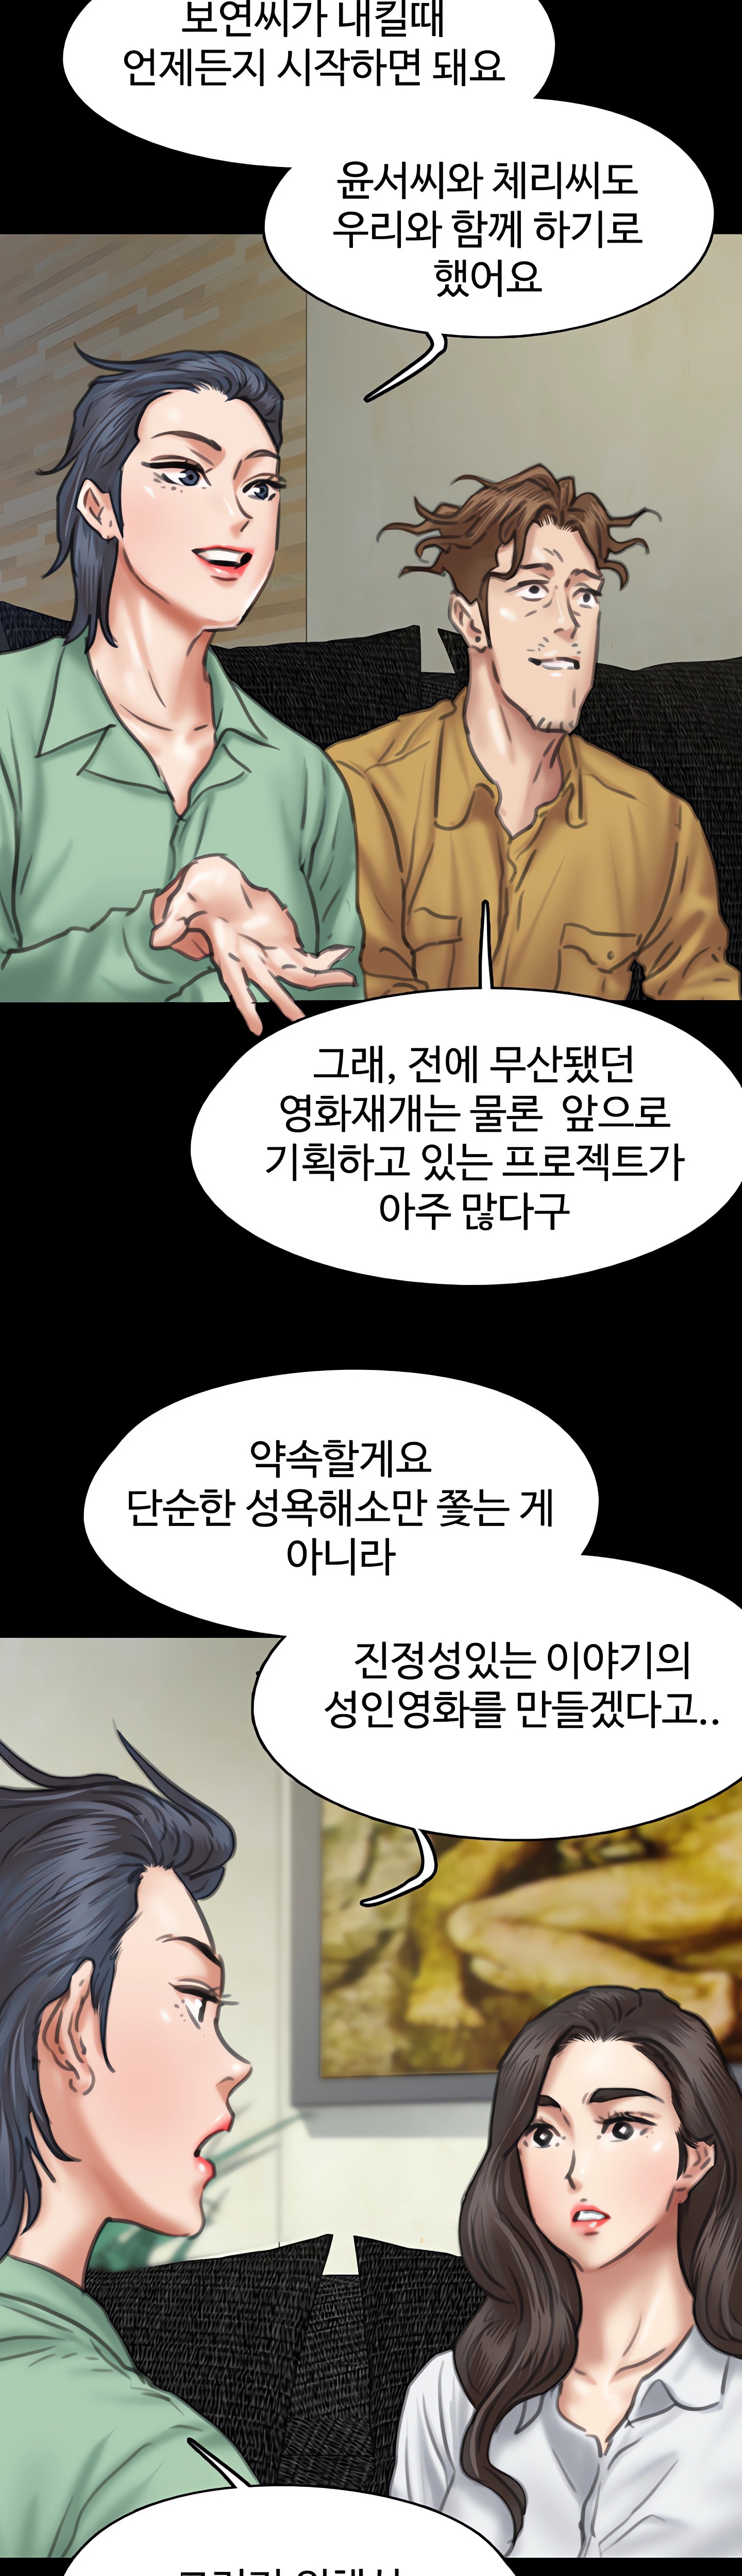 보연씨가 내킬때
언제든지 시작하면 돼요
윤서씨와 체리씨도
우리와 함께 하기로
했어요
그래, 전에 무산됐던
영화재개는 물론 앞으로
기획하고 있는 프로젝트가
아주 많다구
약속할게요
단순한 성욕해소만 쫓는 게
아니라
진정성있는 이야기의
성인영화를 만들겠다고..